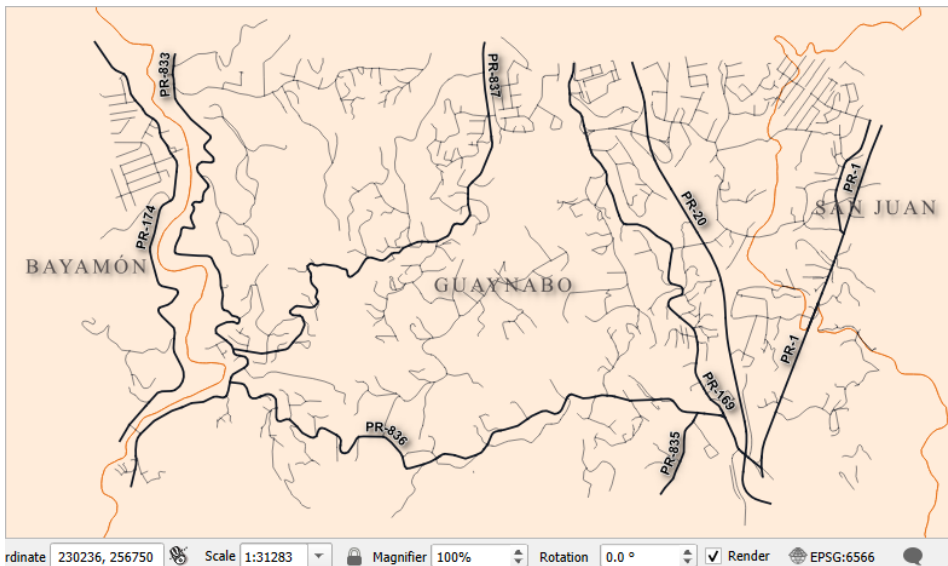 PR-833
PR-837
PR-1
PR-174
PR-20
SAN JUAN
BAYAMÓN
GUAYNABO
PR-1
PR-169
PR-836
PR-835
rdinate 230236, 256750 Scale 1:31283 Magnifier 100% Rotation 0.0 ° Render EPSG:6566